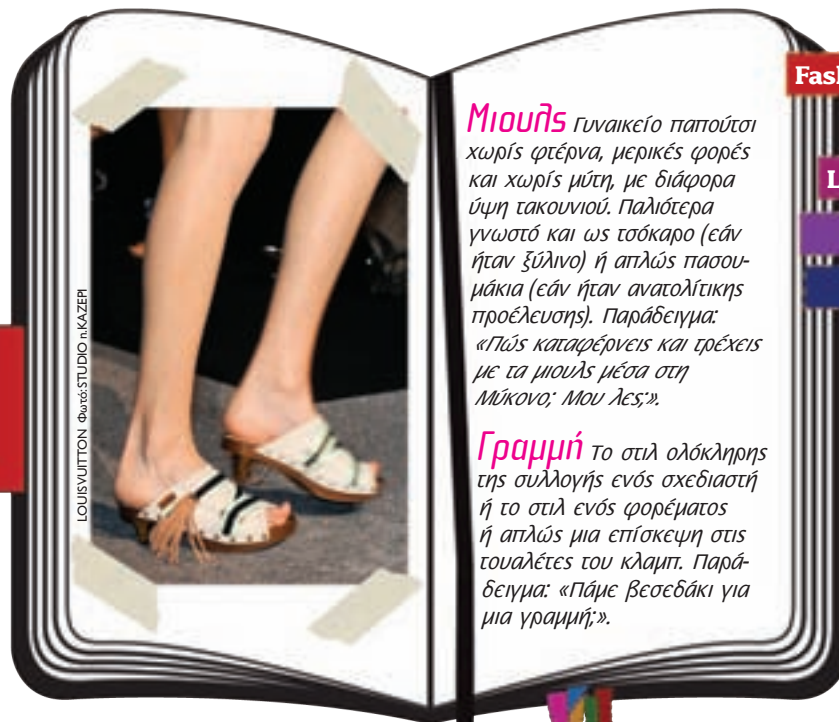 LOUISVUITTON Φωτό:STUDIO n.KAZEPI
Μιουλς Γυναικείο παπούτσι
χωρίς φτέρνα, μερικές φορές
και χωρίς μύτη, με διάφορα
ύψη τακουνιού. Παλιότερα
γνωστό και ως τσόκαρο (εάν
ήταν ξύλινο) ή απλώς πασου-
μάκια (εάν ήταν ανατολίτικης
προέλευσης). Παράδειγμα:
«Πώς καταφέρνεις και τρέχεις
με τα μιουλς μέσα στη
Μύκονο; Μου λες;».
Γραμμή Το στιλ ολόκληρης
της συλλογής ενός σχεδιαστή
ή το στιλ ενός φορέματος
ή απλώς μια επίσκεψη στις
τουαλέτες του κλαμπ. Παρά-
δειγμα: «Πάμε βεσεδάκι για
μια γραμμή;».